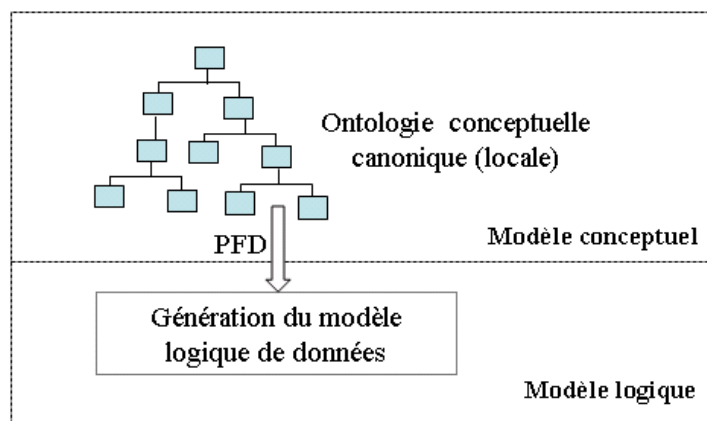 Ontologie conceptuelle
canonique (locale)
Modèle conceptuel
PFD
Génération du modèle
logique de données
Modèle logique